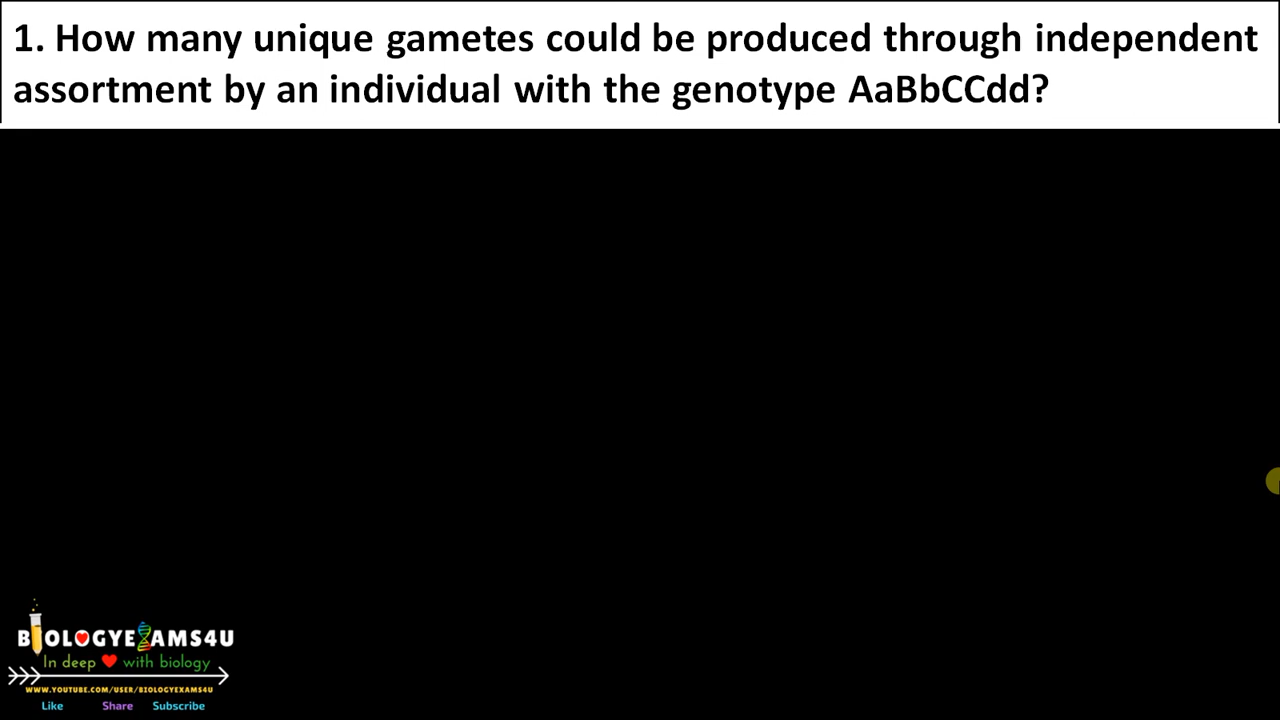 1. How many unique gametes could be produced through independent
assortment by an individual with the genotype AaBbCCdd?
BIOLOGYEXAMS4U
In deep with biology
WWW.YOUTUBE.COM/USER/BIOLOGYEXAMS4U
Like Share Subscribe